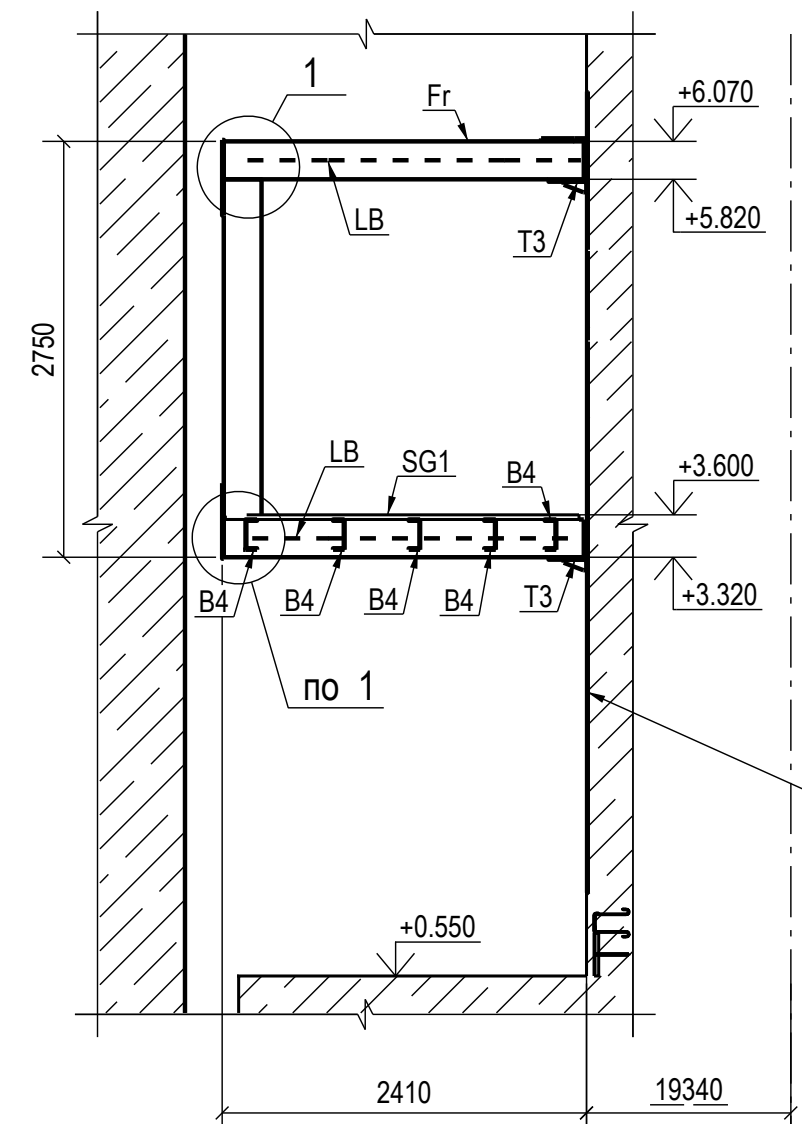 1
Fr
+6.070
LB
T3
+5.820
2750
LB
SG1
B4
+3.600
B4
B4
B4
B4
T3
+3.320
по 1
+0.550
2410
19340